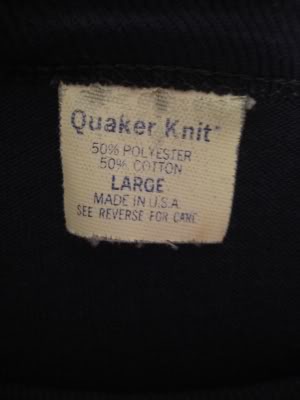 Quaker Knit
50% POLYESTER
50% COTTON
LARGE
MADE IN U.S.A.
SEE REVERSE FOR CARE